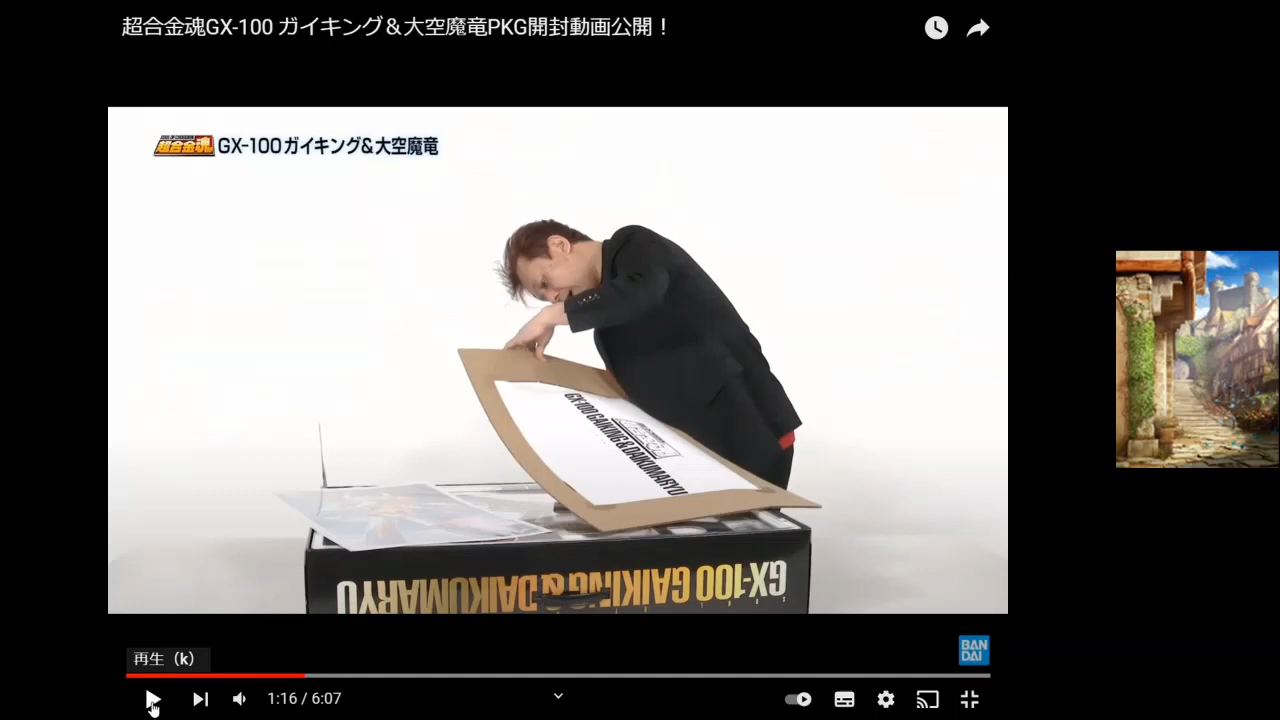 超合金魂GX-100 ガイキング＆大空魔竜PKG開封動画公開！
超合金魂 GX-100ガイキング&大空魔竜
GX-100 GAIKING & DAIKUMARYU
GX-100 GAIKING & DAIKUMARYU
再生（k）
BAN
DAI
1:16 / 6:07